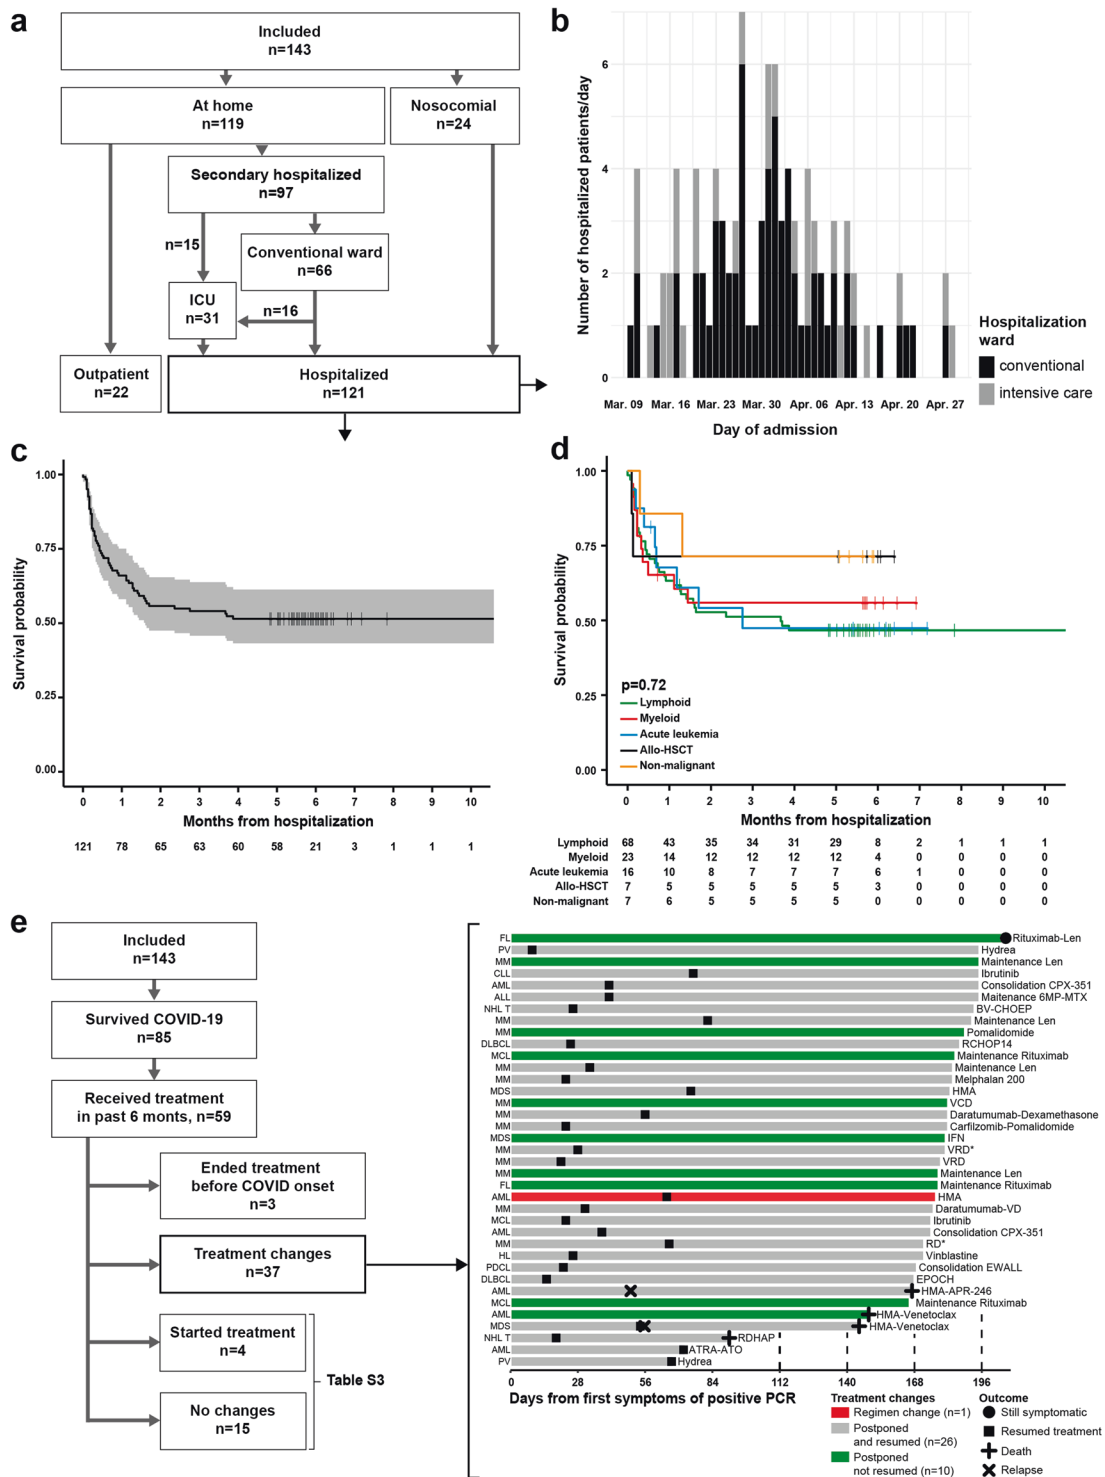 a
Included
n=143
At home
n=119
Nosocomial
n=24
Secondary hospitalized
n=97
n=15
Conventional ward
n=66
ICU
n=31
n=16
Outpatient
n=22
Hospitalized
n=121
b
Number of hospitalized patients/day
6
4
2
0
Mar. 09 Mar. 16 Mar. 23 Mar. 30 Apr. 06 Apr. 13 Apr. 20 Apr. 27
Day of admission
Hospitalization
ward
conventional
intensive care
c
Survival probability
1.00
0.75
0.50
0.25
0.00
0 1 2 3 4 5 6 7 8 9 10
Months from hospitalization
121 78 65 63 60 58 21 3 1 1 1
d
Survival probability
1.00
0.75
0.50
0.25
0.00
p=0.72
Lymphoid
Myeloid
Acute leukemia
Allo-HSCT
Non-malignant
0 1 2 3 4 5 6 7 8 9 10
Months from hospitalization
Lymphoid 68 43 35 34 31 29 8 2 1 1 1
Myeloid 23 14 12 12 12 12 4 0 0 0 0
Acute leukemia 16 10 8 7 7 7 6 1 0 0 0
Allo-HSCT 7 5 5 5 5 5 3 0 0 0 0
Non-malignant 7 6 5 5 5 5 0 0 0 0 0
e
Included
n=143
Survived COVID-19
n=85
Received treatment
in past 6 monts, n=59
Ended treatment
before COVID onset
n=3
Treatment changes
n=37
Started treatment
n=4
No changes
n=15
Table S3
FL Rituximab-Len
PV Hydrea
MM Maintenance Len
CLL Ibrutinib
AML Consolidation CPX-351
ALL Maitenance 6MP-MTX
NHL T BV-CHOEP
MM Maintenance Len
MM Pomalidomide
DLBCL RCHOP14
MCL Maintenance Rituximab
MM Maintenance Len
MM Melphalan 200
MDS HMA
MM VCD
MM Daratumumab-Dexamethasone
MM Carfilzomib-Pomalidomide
MDS IFN
MM VRD*
MM VRD
MM Maintenance Len
FL Maintenance Rituximab
AML HMA
MM Daratumumab-VD
MCL Ibrutinib
AML Consolidation CPX-351
MM RD*
HL Vinblastine
PDCL Consolidation EWALL
DLBCL EPOCH
AML HMA-APR-246
MCL Maintenance Rituximab
AML HMA-Venetoclax
MDS HMA-Venetoclax
NHL T RDHAP
AML ATRA-ATO
PV Hydrea
0 28 56 84 112 140 168 196
Days from first symptoms of positive PCR
Treatment changes
Regimen change (n=1)
Postponed
and resumed (n=26)
Postponed
not resumed (n=10)
Outcome
Still symptomatic
Resumed treatment
Death
Relapse